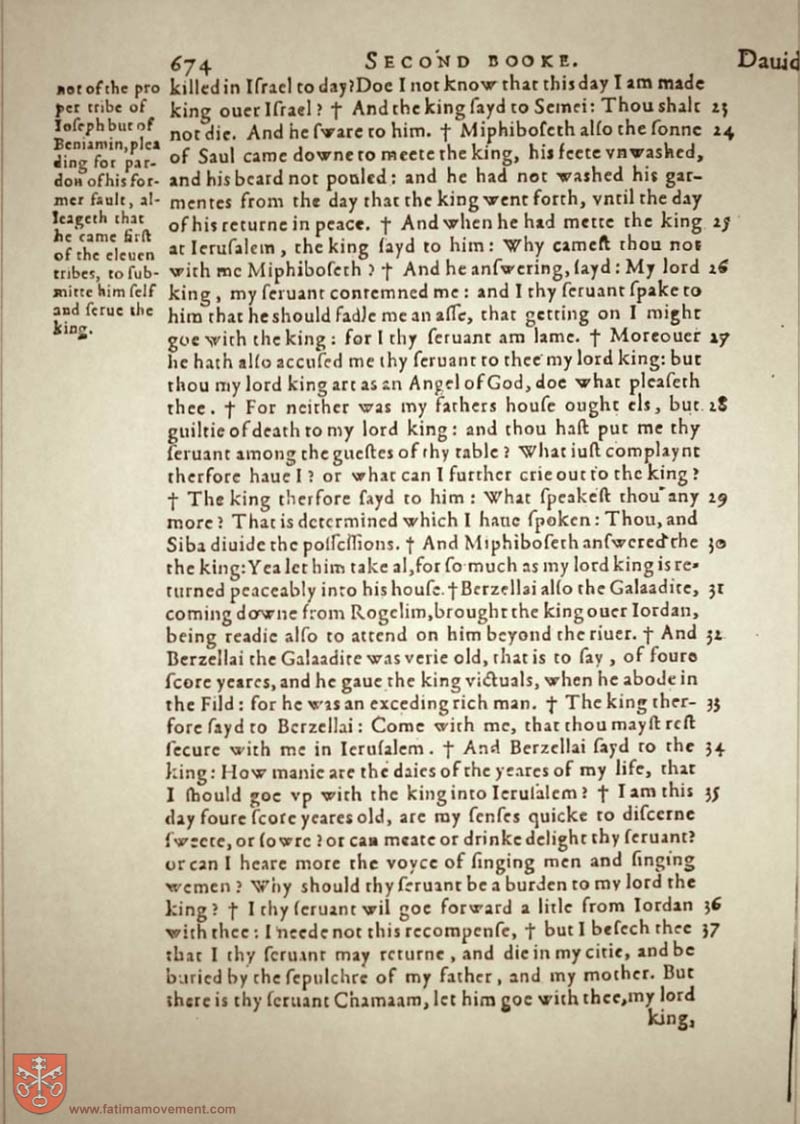 674 SECOND BOOKE. Dauid
not of the pro
per tribe of
Ioſeph but of
Beniamin, plea
ding for par-
don of his for-
mer fault, al-
leageth that
he came firſt
of the eleuen
tribes, to ſub-
mitte him ſelf
and ſerue the
king.
killed in Iſrael to day? Doe I not know that this day I am made
king ouer Iſrael? † And the king ſayd to Semei: Thou ſhalt 23
not die. And he ſware to him. † Miphiboſeth alſo the ſonne 24
of Saul came downe to meete the king, his feete vnwashed,
and his beard not pouled: and he had not washed his gar-
mentes from the day that the king went forth, vntil the day
of his returne in peace. † And when he had mette the king 25
at Ieruſalem, the king ſayd to him: Why cameſt thou not
with me Miphiboſeth? † And he anſwering, ſayd: My lord 26
king, my ſeruant contemned me: and I thy ſeruant ſpake to
him that he should ſadle me an aſſe, that getting on I might
goe with the king: for I thy ſeruant am lame. † Moreouer 27
he hath alſo accuſed me thy ſeruant to thee my lord king: but
thou my lord king art as an Angel of God, doe what pleaſeth
thee. † For neither was my fathers houſe ought els, but 28
guiltie of death to my lord king: and thou haſt put me thy
ſeruant among the gueſtes of thy table? What iuſt complaynt
therfore haue I? or what can I further crie out to the king?
† The king therfore ſayd to him: What ſpeakeſt thou any 29
more? That is determined which I haue ſpoken: Thou, and
Siba diuide the poſſeſſions. † And Miphiboſeth anſwered the 30
the king: Yea let him take al, for ſo much as my lord king is re-
turned peaceably into his houſe. † Berzellai alſo the Galaadite, 31
coming downe from Rogelim, brought the king ouer Iordan,
being readie alſo to attend on him beyond the riuer. † And 32
Berzellai the Galaadite was verie old, that is to ſay, of foure
ſcore yeares, and he gaue the king victuals, when he abode in
the Fild: for he was an exceding rich man. † The king ther- 33
fore ſayd to Berzellai: Come with me, that thou mayſt reſt
ſecure with me in Ieruſalem. † And Berzellai ſayd to the 34
king: How manie are the daies of the yeares of my life, that
I ſhould goe vp with the king into Ieruſalem? † I am this 35
day foure ſcore yeares old, are my ſenſes quicke to diſcerne
ſweete, or ſowre? or can meate or drinke delight thy ſeruant?
or can I heare more the voyce of ſinging men and ſinging
wemen? Why should thy ſeruant be a burden to my lord the
king? † I thy ſeruant wil goe forward a litle from Iordan 36
with thee: I neede not this recompenſe, † but I beſech thee 37
that I thy ſeruant may returne, and die in my citie, and be
buried by the ſepulchre of my father, and my mother. But
there is thy ſeruant Chamaam, let him goe with thee, my lord
king,
www.fatimamovement.com